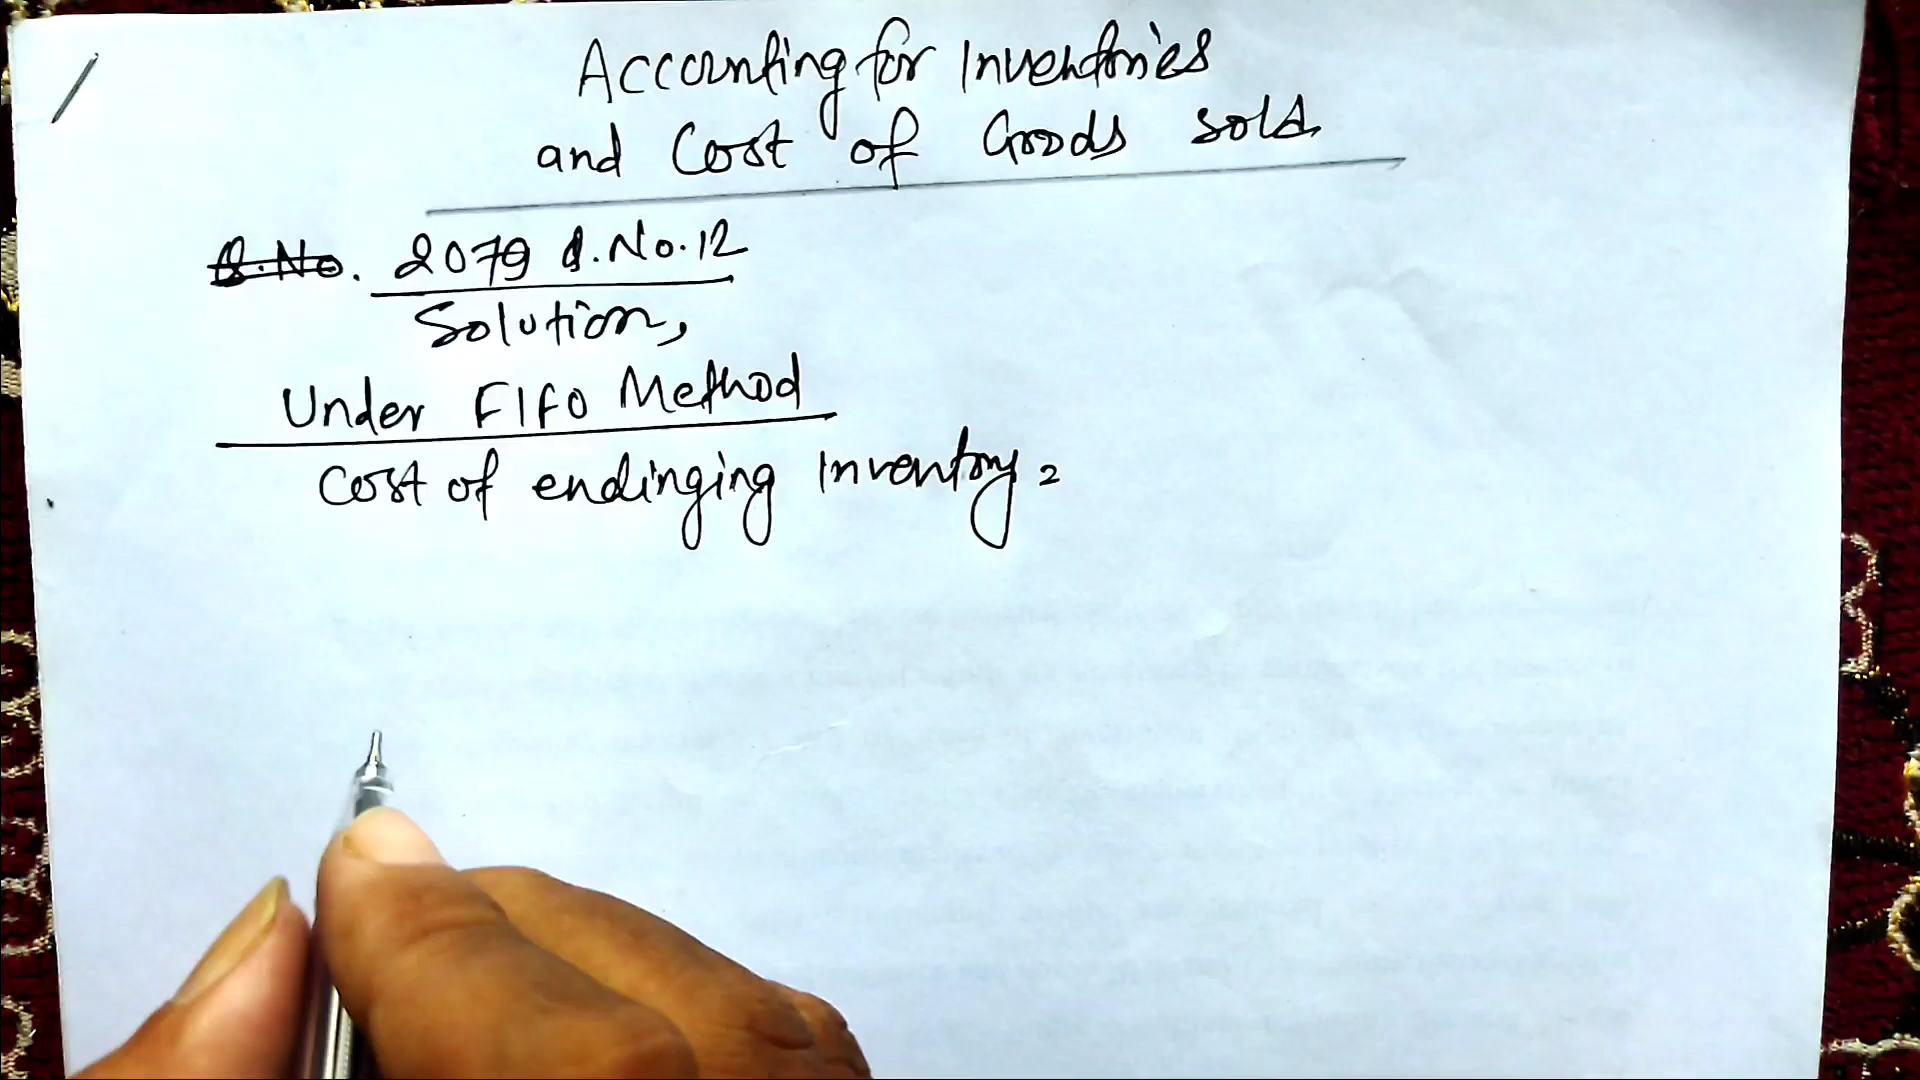 Accounting for Inventories
and Cost of Goods sold
Q.No. 2079 Q.No.12
Solution,
Under FIFO Method
Cost of endinging Inventory =